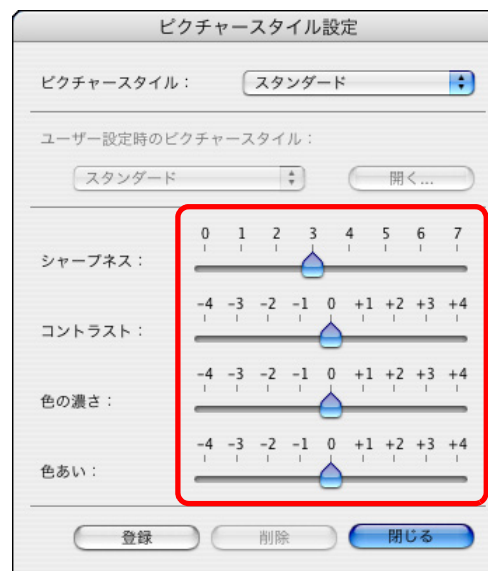 ピクチャースタイル設定
ピクチャースタイル： スタンダード
ユーザー設定時のピクチャースタイル：
スタンダード 開く...
0 1 2 3 4 5 6 7
シャープネス：
-4 -3 -2 -1 0 +1 +2 +3 +4
コントラスト：
-4 -3 -2 -1 0 +1 +2 +3 +4
色の濃さ：
-4 -3 -2 -1 0 +1 +2 +3 +4
色あい：
登録 削除 閉じる